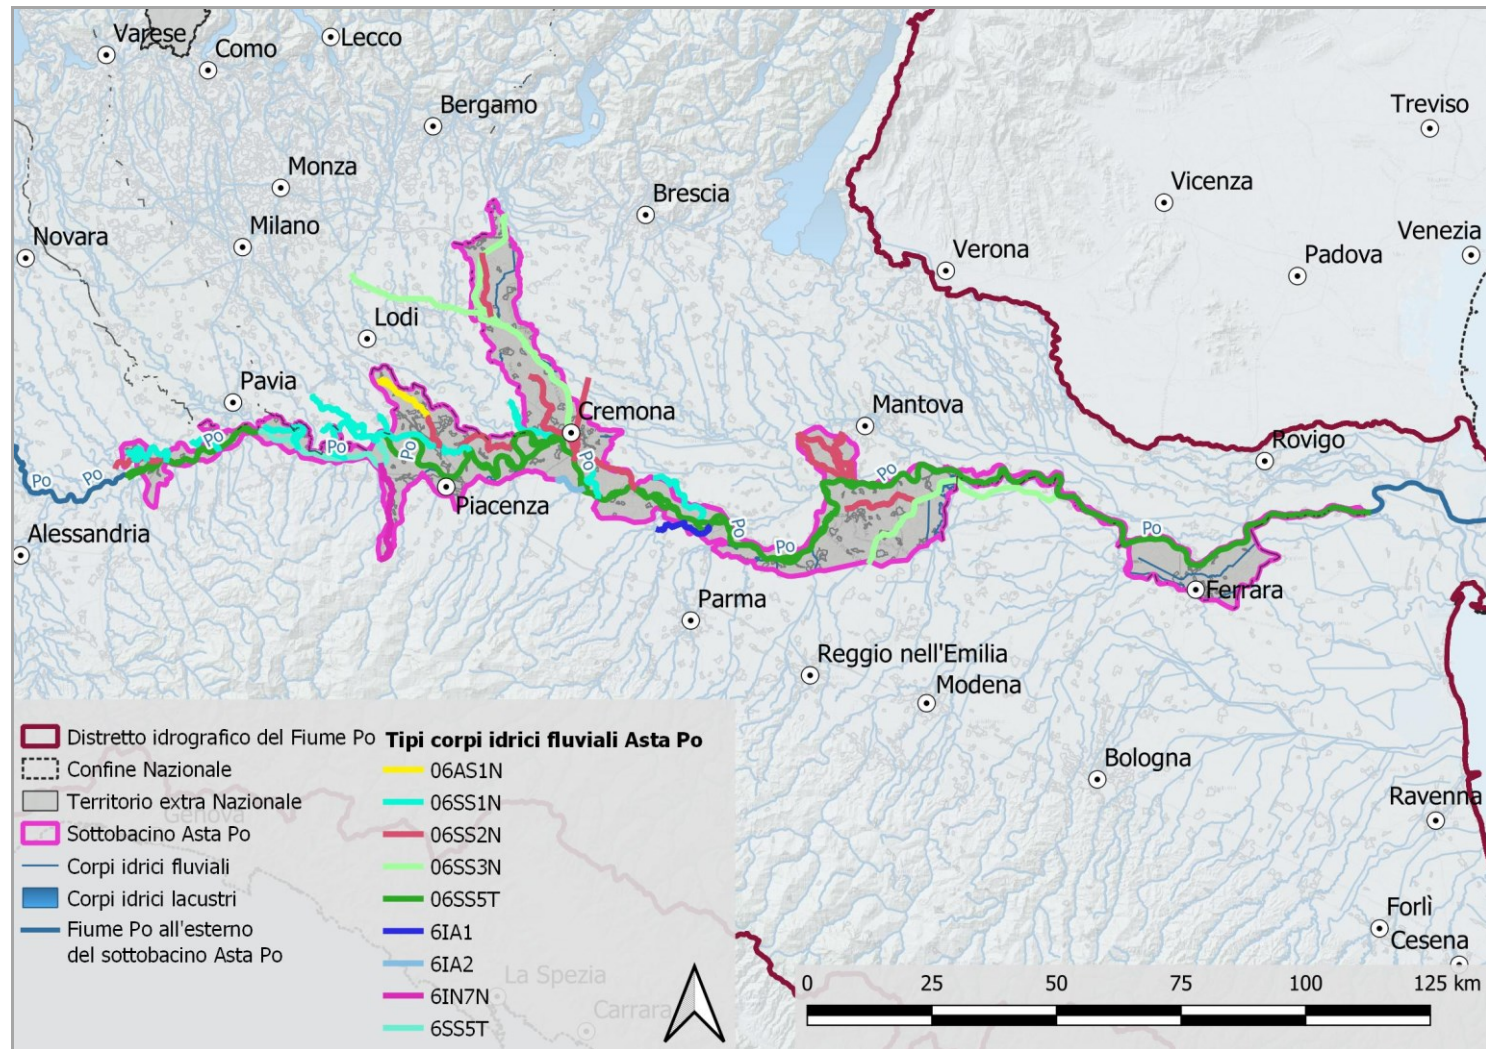 Varese
Como
Lecco
Bergamo
Treviso
Monza
Brescia
Vicenza
Milano
Novara
Venezia
Verona
Padova
Lodi
Pavia
Cremona
Mantova
Rovigo
Po
Po
Po
Po
Po
Po
Po
Po
Po
Po
Po
Piacenza
Alessandria
Ferrara
Parma
Reggio nell'Emilia
Modena
Bologna
Ravenna
Forlì
Cesena
Genova
La Spezia
Carrara
Distretto idrografico del Fiume Po
Confine Nazionale
Territorio extra Nazionale
Sottobacino Asta Po
Corpi idrici fluviali
Corpi idrici lacustri
Fiume Po all'esterno
del sottobacino Asta Po
Tipi corpi idrici fluviali Asta Po
06AS1N
06SS1N
06SS2N
06SS3N
06SS5T
6IA1
6IA2
6IN7N
6SS5T
0 25 50 75 100 125 km